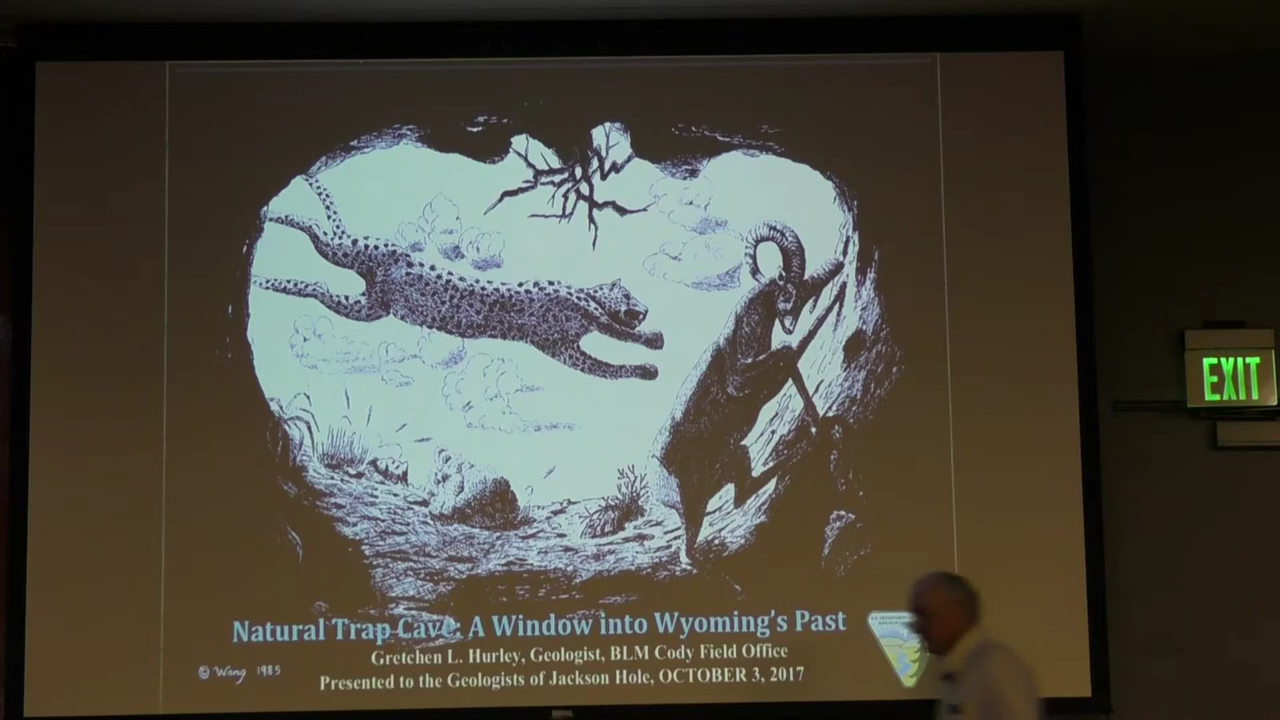 EXIT
Natural Trap Cave: A Window into Wyoming's Past
Gretchen L. Hurley, Geologist, BLM Cody Field Office
© Wang 1985
Presented to the Geologists of Jackson Hole, OCTOBER 3, 2017